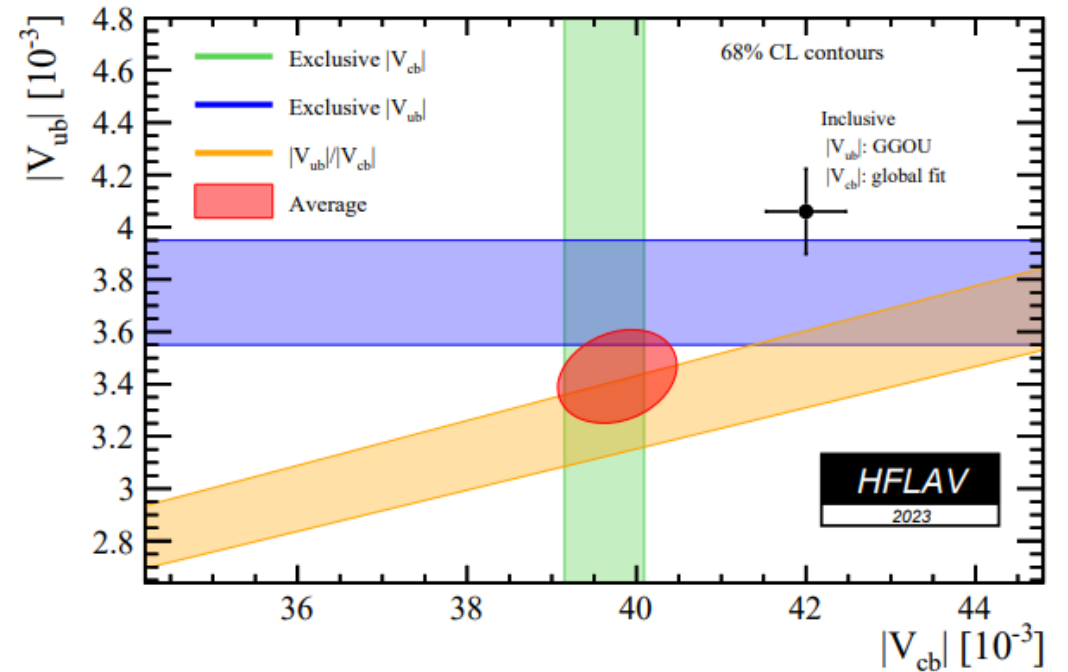 |V_ub| [10^-3]
4.8
4.6
4.4
4.2
4
3.8
3.6
3.4
3.2
3
2.8
Exclusive |V_cb|
Exclusive |V_ub|
|V_ub|/|V_cb|
Average
68% CL contours
Inclusive
|V_ub|: GGOU
|V_cb|: global fit
HFLAV
2023
36 38 40 42 44
|V_cb| [10^-3]